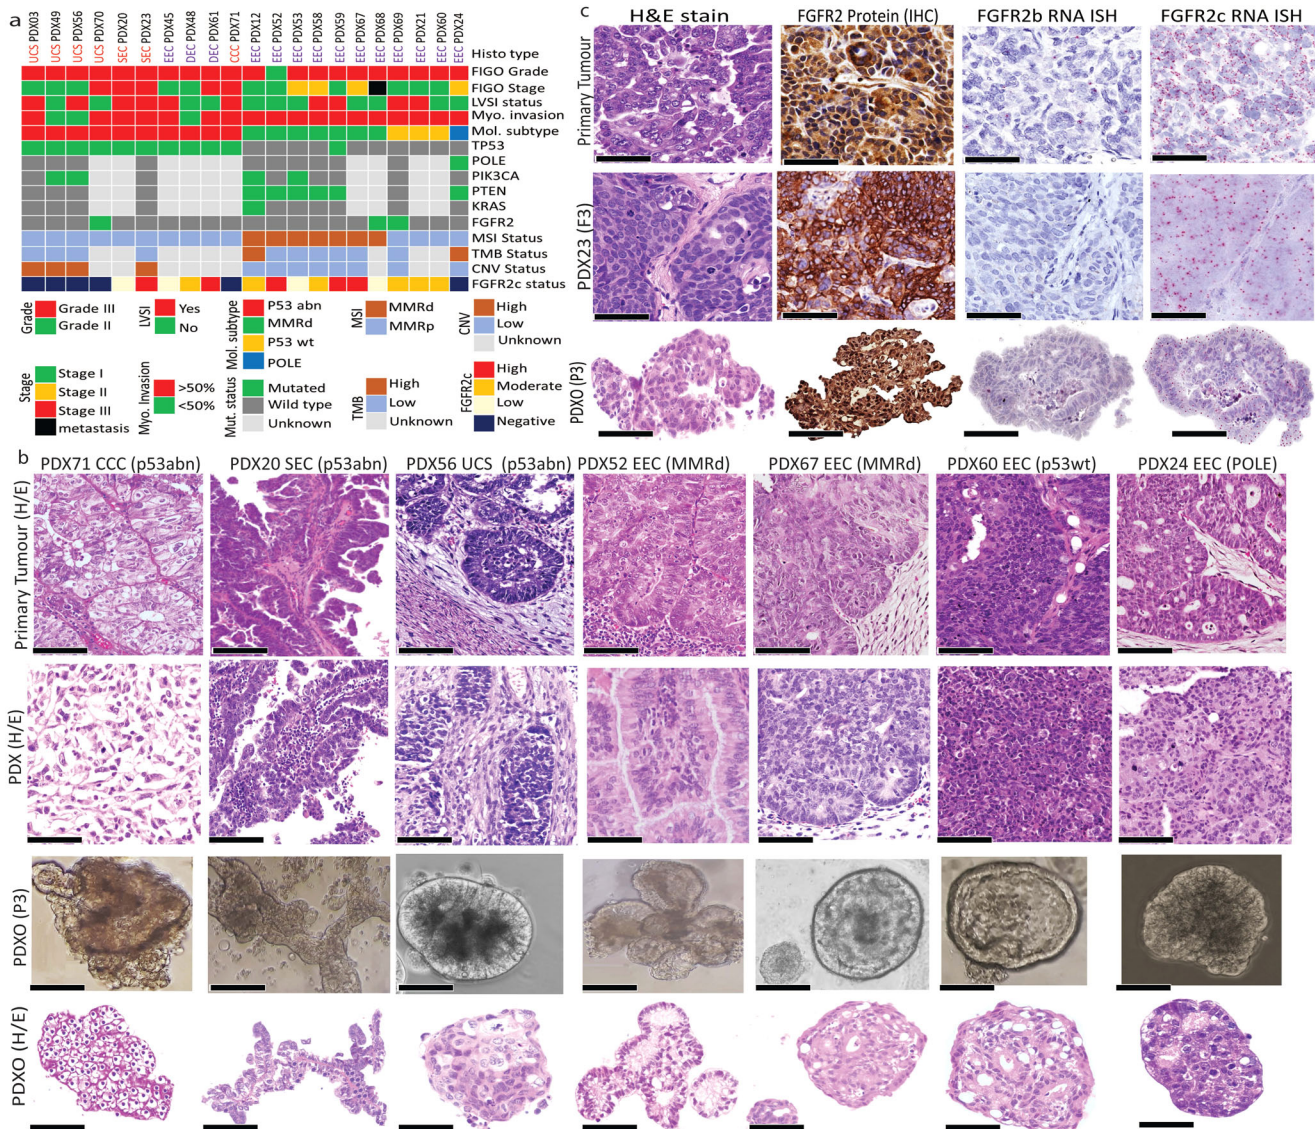 a
UCS PDX03
UCS PDX49
UCS PDX56
UCS PDX70
SEC PDX20
SEC PDX23
EEC PDX45
DEC PDX48
DEC PDX61
CCC PDX71
EEC PDX12
EEC PDX52
EEC PDX53
EEC PDX58
EEC PDX59
EEC PDX67
EEC PDX68
EEC PDX69
EEC PDX21
EEC PDX60
EEC PDX24
Histo type
FIGO Grade
FIGO Stage
LVSI status
Myo. invasion
Mol. subtype
TP53
POLE
PIK3CA
PTEN
KRAS
FGFR2
MSI Status
TMB Status
CNV Status
FGFR2c status
Grade
Grade III
Grade II
LVSI
Yes
No
Mol. subtype
P53 abn
MMRd
P53 wt
POLE
MSI
MMRd
MMRp
CNV
High
Low
Unknown
Stage
Stage I
Stage II
Stage III
metastasis
Myo. Invasion
>50%
<50%
Mut. status
Mutated
Wild type
Unknown
TMB
High
Low
Unknown
FGFR2c
High
Moderate
Low
Negative
c
H&E stain
FGFR2 Protein (IHC)
FGFR2b RNA ISH
FGFR2c RNA ISH
Primary Tumour
PDX23 (F3)
PDXO (P3)
b
PDX71 CCC (p53abn)
PDX20 SEC (p53abn)
PDX56 UCS (p53abn)
PDX52 EEC (MMRd)
PDX67 EEC (MMRd)
PDX60 EEC (p53wt)
PDX24 EEC (POLE)
Primary Tumour (H/E)
PDX (H/E)
PDXO (P3)
PDXO (H/E)